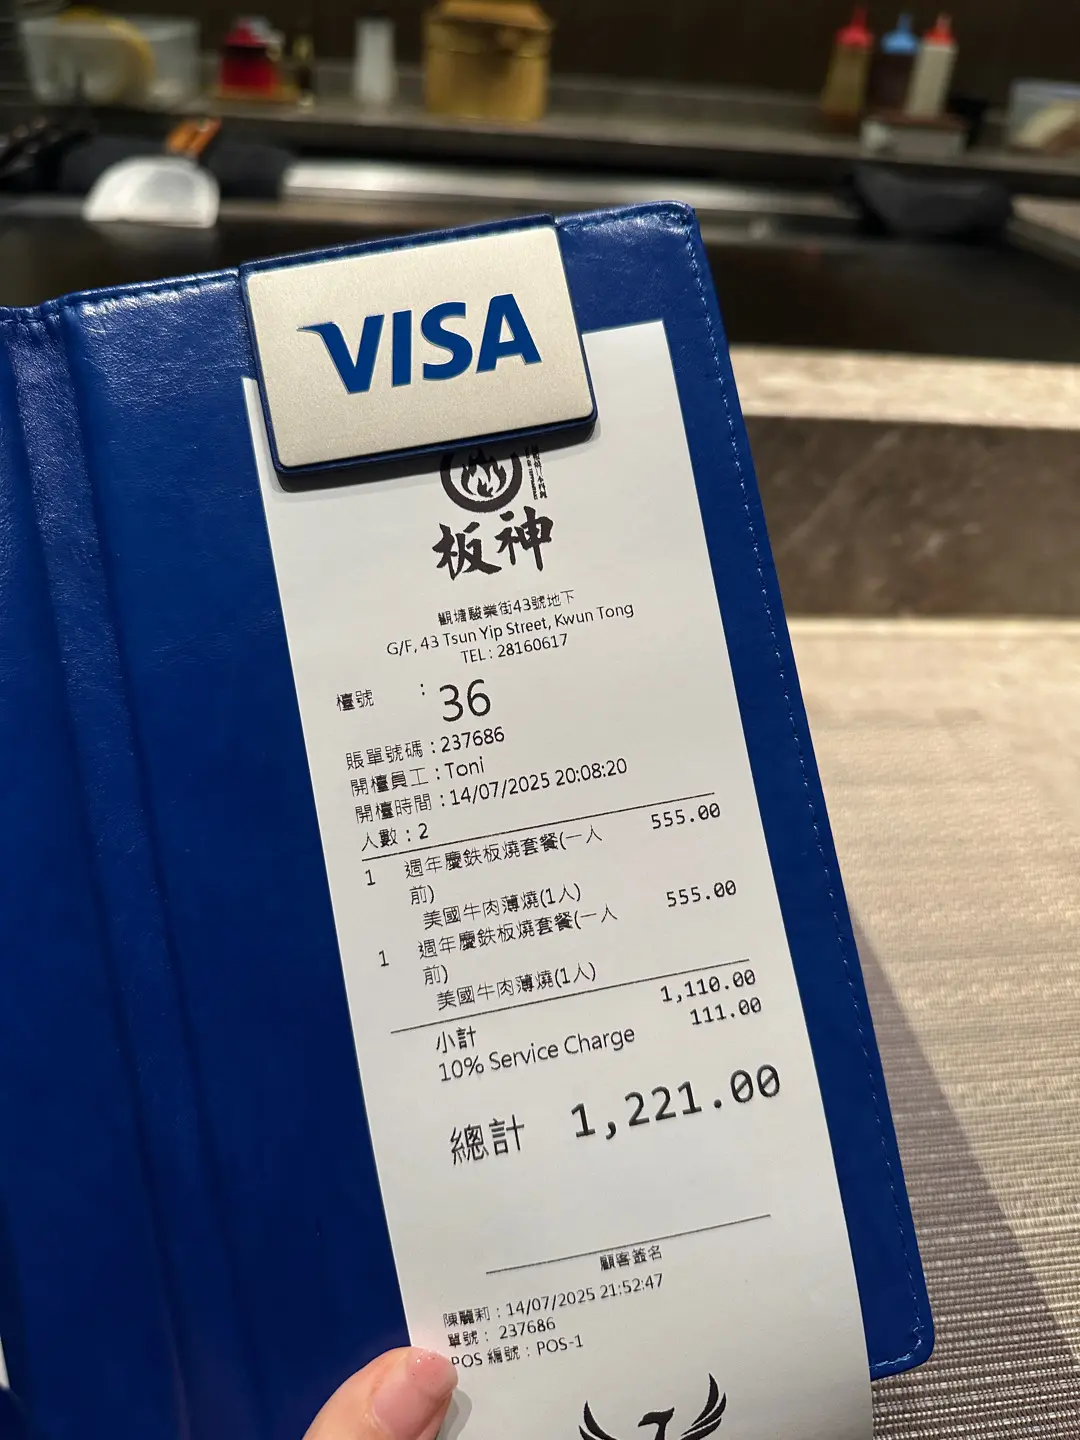 VISA
板神
觀塘駿業街43號地下
G/F, 43 Tsun Yip Street, Kwun Tong
TEL: 28160617
檯號 : 36
賬單號碼 : 237686
開檯員工 : Toni
開檯時間 : 14/07/2025 20:08:20
人數 : 2
1 週年慶鉄板燒套餐(一人 555.00
前)
美國牛肉薄燒(1人)
1 週年慶鉄板燒套餐(一人 555.00
前)
美國牛肉薄燒(1人)
小計 1,110.00
10% Service Charge 111.00
總計 1,221.00
顧客簽名
陳麗莉 : 14/07/2025 21:52:47
單號 : 237686
POS 編號 : POS-1